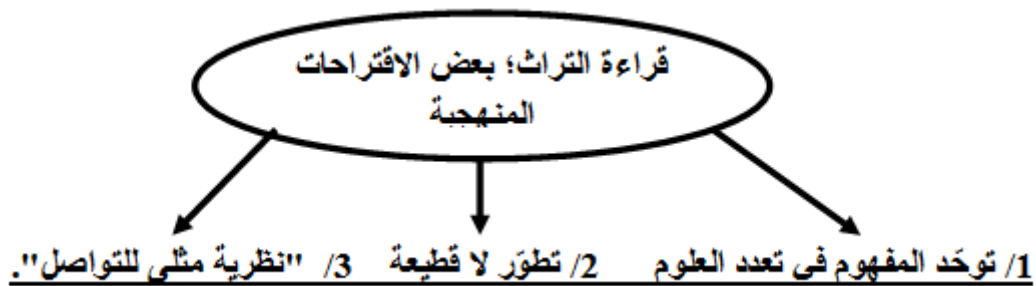 قراءة التراث؛ بعض الاقتراحات
المنهجية
1/ توحّد المفهوم في تعدد العلوم 2/ تطوّر لا قطيعة 3/ "نظرية مثلى للتواصل".